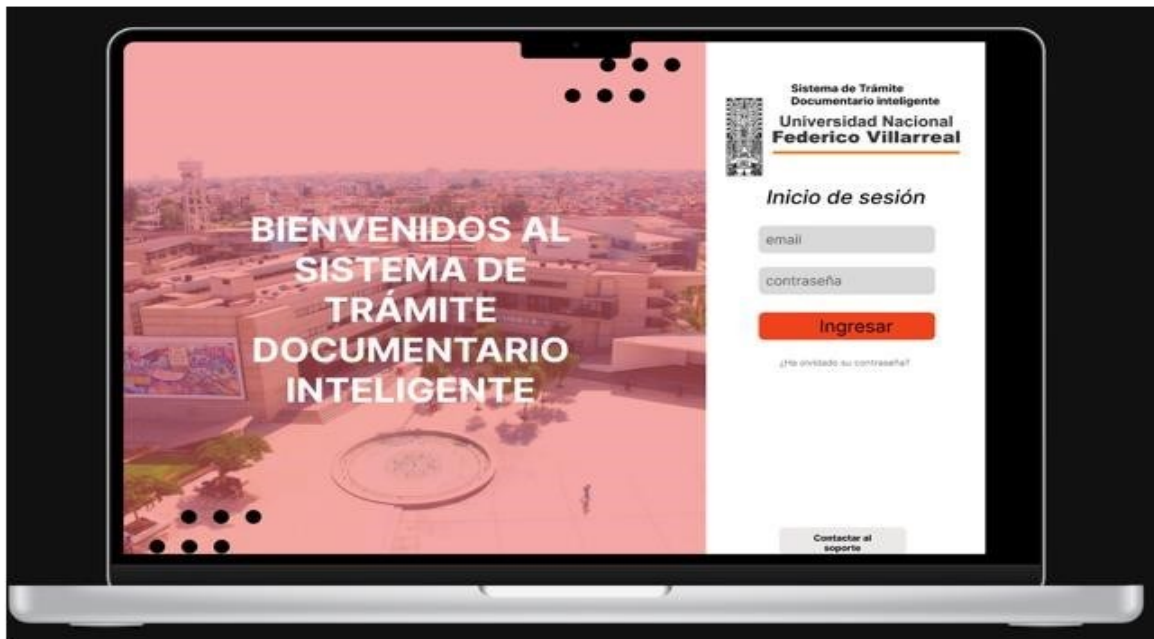 BIENVENIDOS AL
SISTEMA DE
TRÁMITE
DOCUMENTARIO
INTELIGENTE
Sistema de Trámite
Documentario inteligente
Universidad Nacional
Federico Villarreal
Inicio de sesión
email
contraseña
Ingresar
¿Ha olvidado su contraseña?
Contactar al
soporte